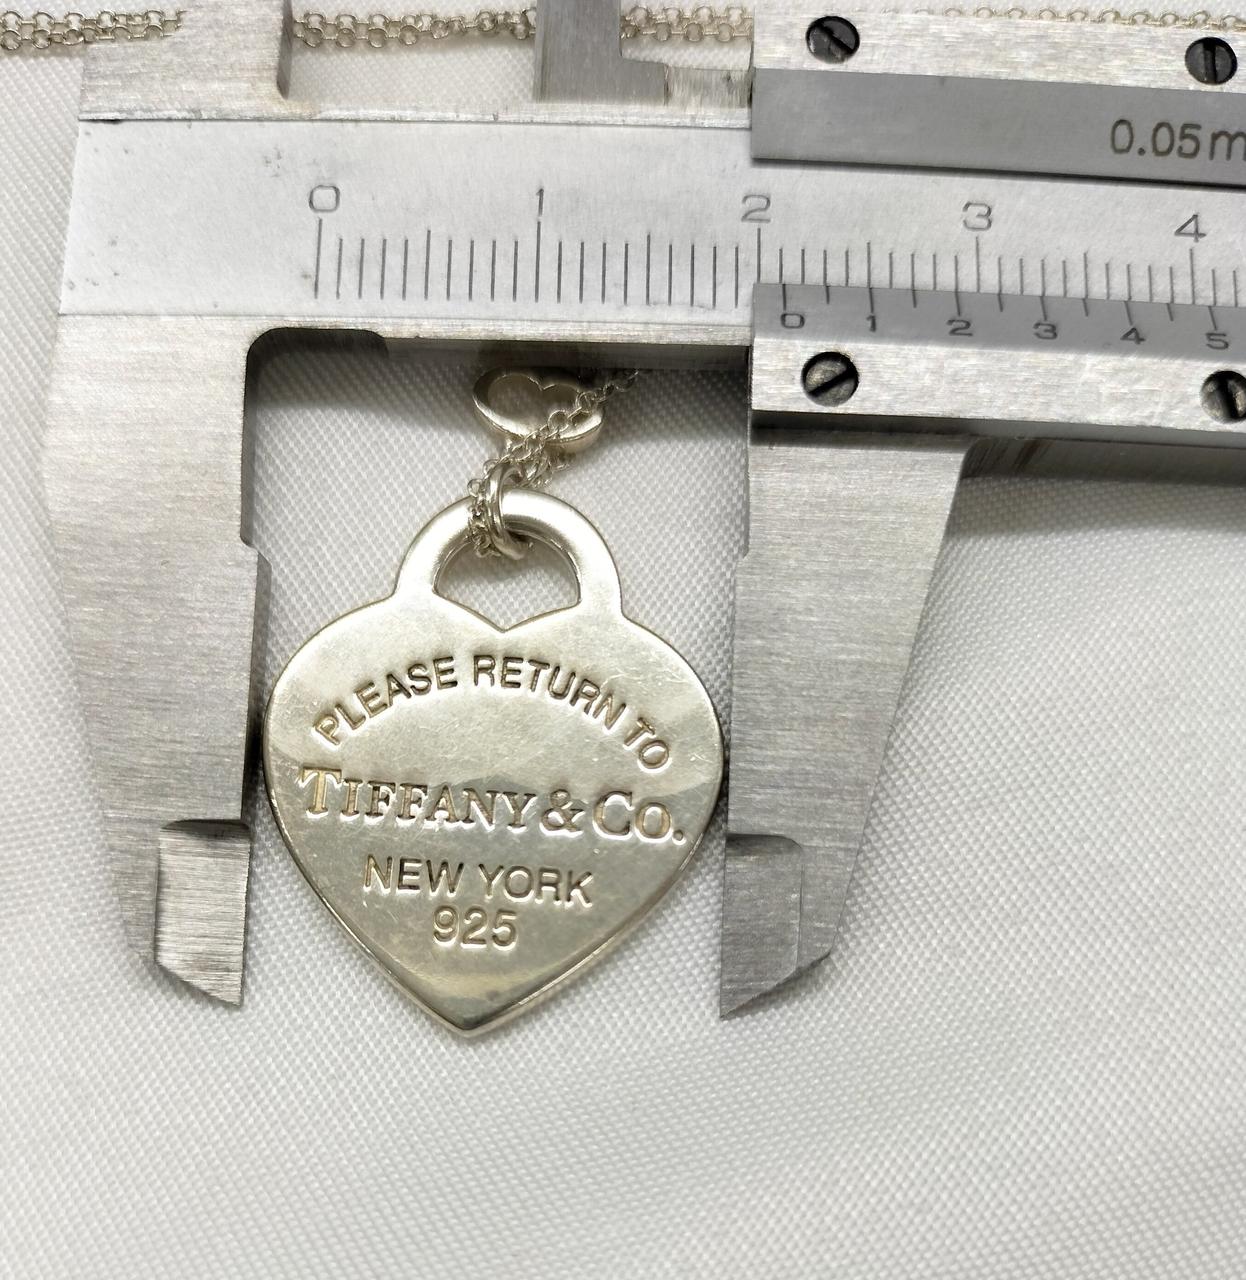 0.05m
0 1 2 3 4
0 1 2 3 4 5
PLEASE RETURN TO
TIFFANY & CO.
NEW YORK
925